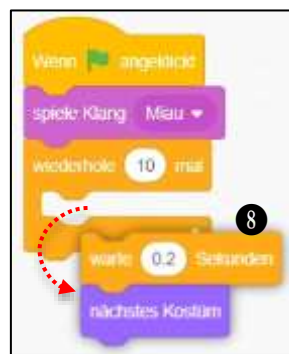 Wenn angeklickt
spiele Klang Miau
wiederhole 10 mal
8
warte 0.2 Sekunden
nächstes Kostüm